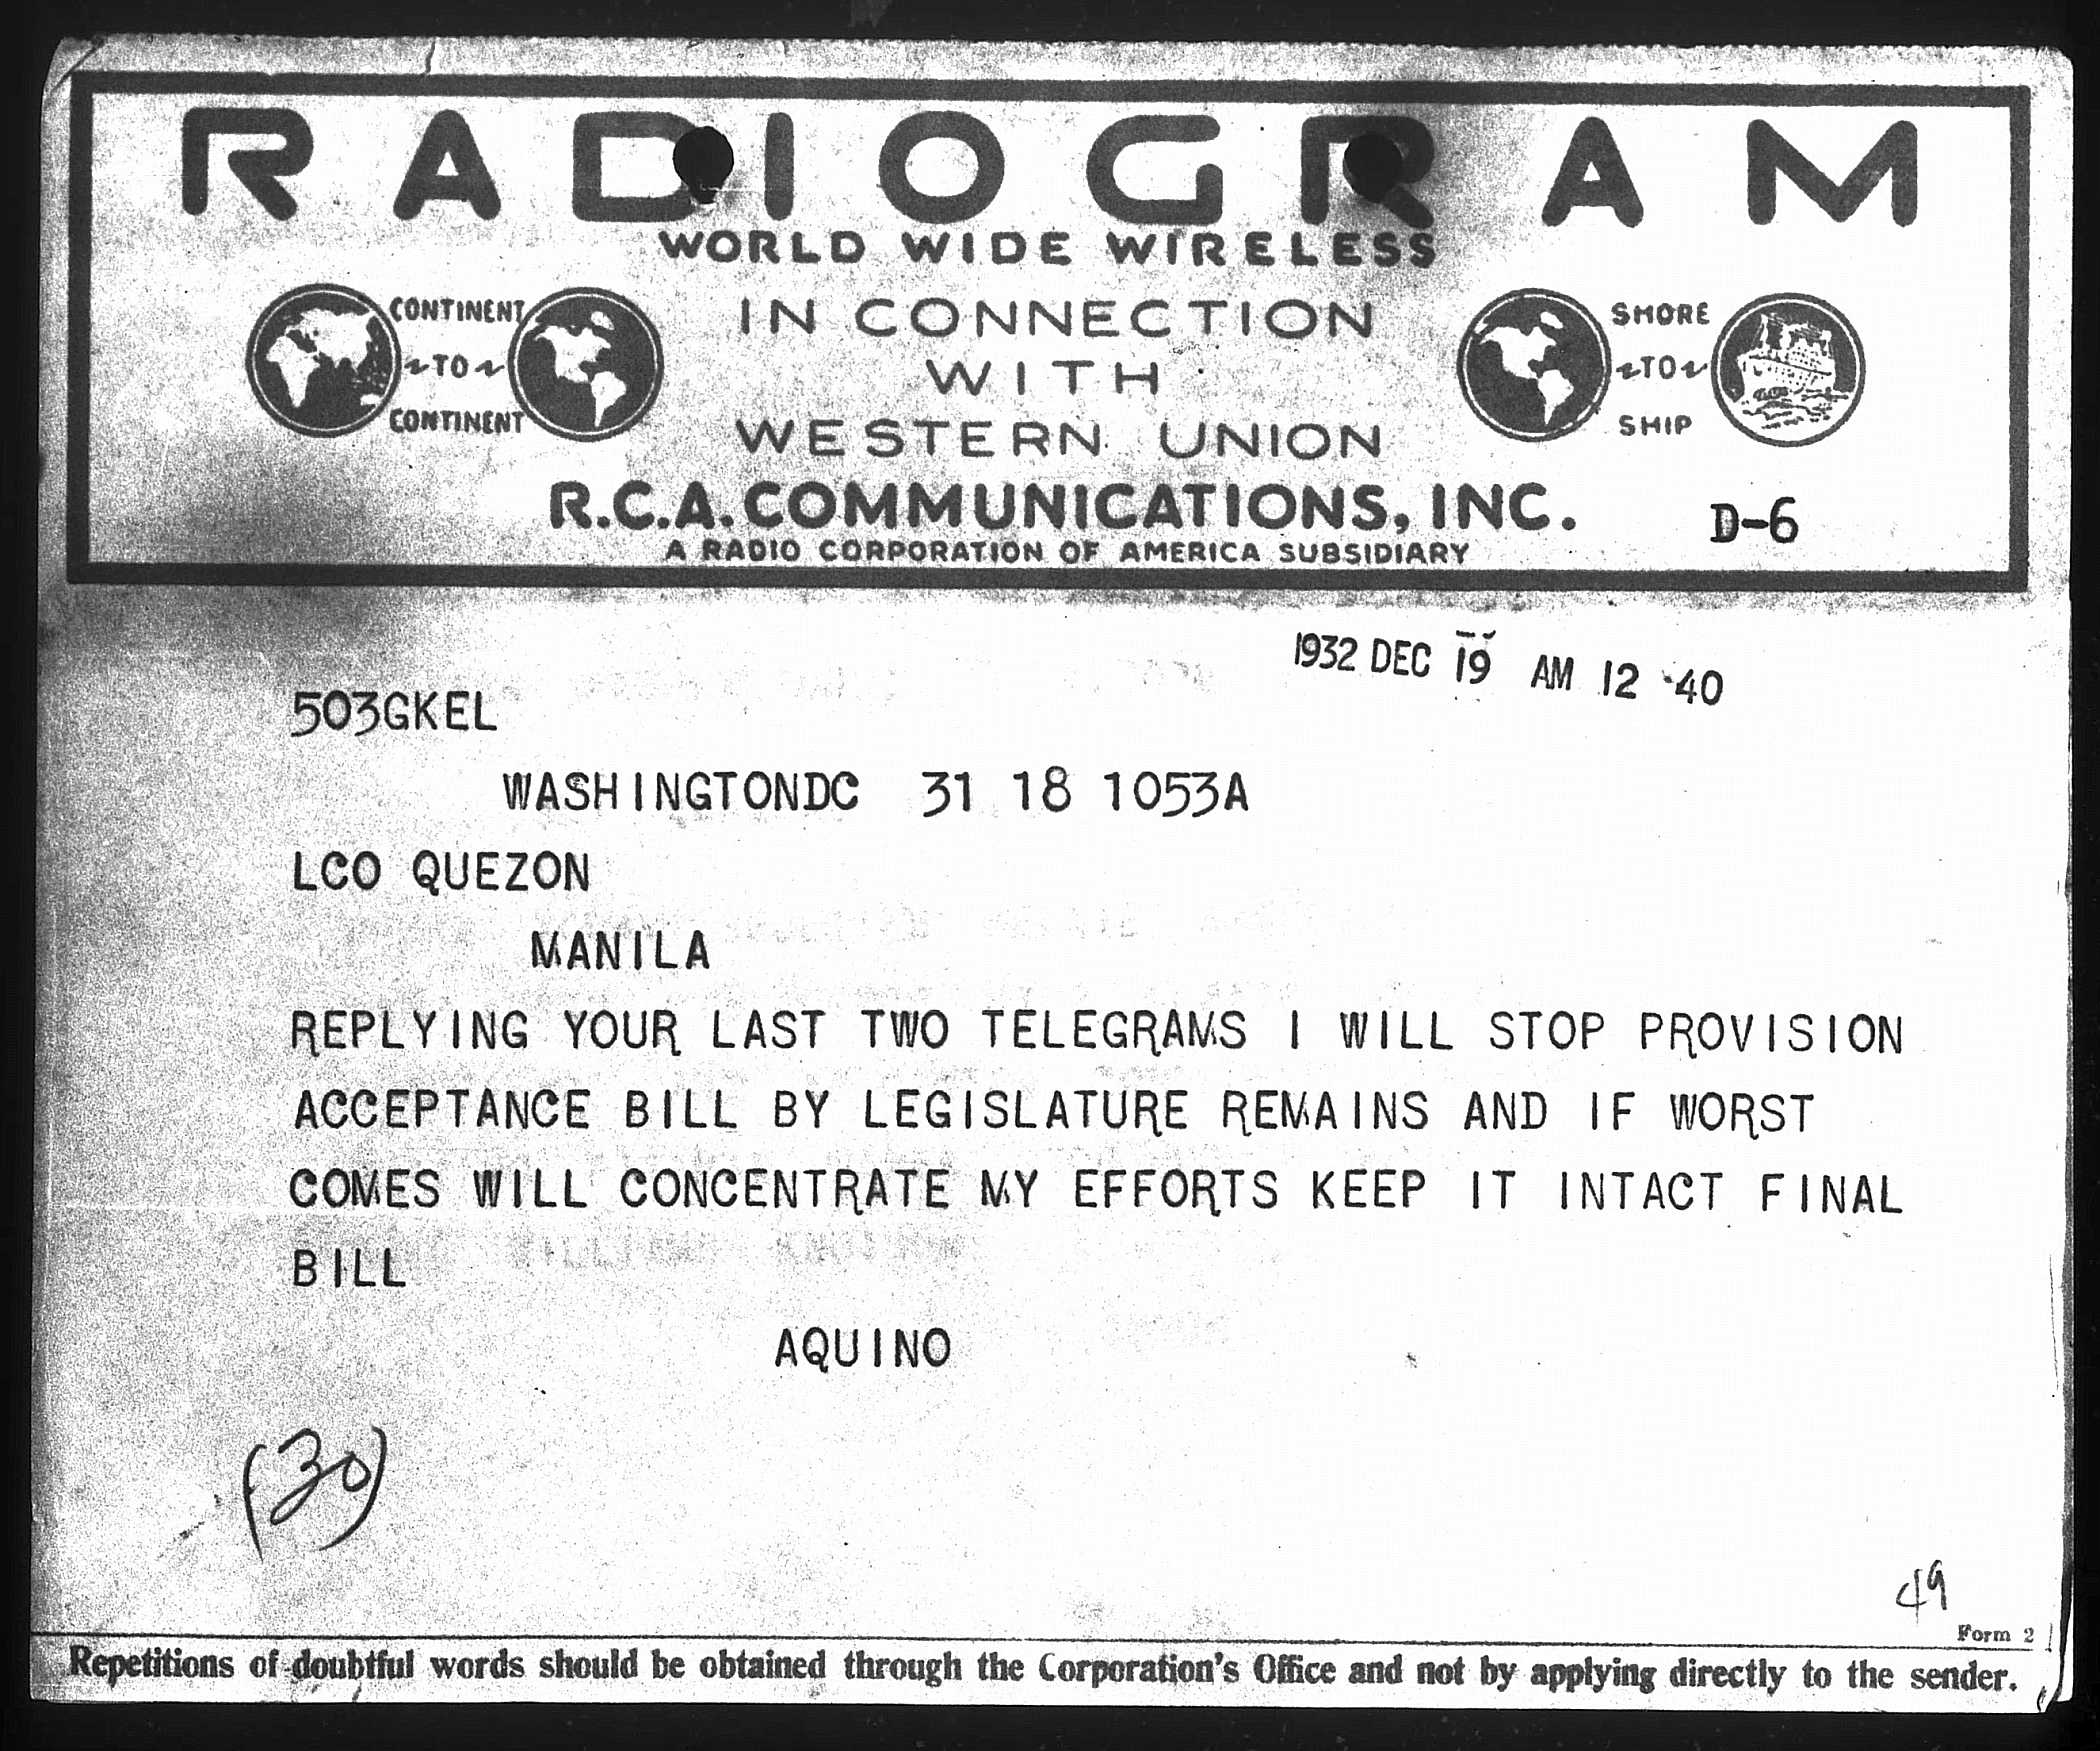 RADIOGRAM
WORLD WIDE WIRELESS
CONTINENT
TO
CONTINENT
IN CONNECTION
WITH
WESTERN UNION
SHORE
TO
SHIP
R.C.A. COMMUNICATIONS, INC.
D-6
A RADIO CORPORATION OF AMERICA SUBSIDIARY
1932 DEC 19 AM 12 40
503GKEL
WASHINGTONDC 31 18 1053A
LCO QUEZON
MANILA
REPLYING YOUR LAST TWO TELEGRAMS I WILL STOP PROVISION
ACCEPTANCE BILL BY LEGISLATURE REMAINS AND IF WORST
COMES WILL CONCENTRATE MY EFFORTS KEEP IT INTACT FINAL
BILL
AQUINO
(30)
49
Form 2
Repetitions of doubtful words should be obtained through the Corporation's Office and not by applying directly to the sender.